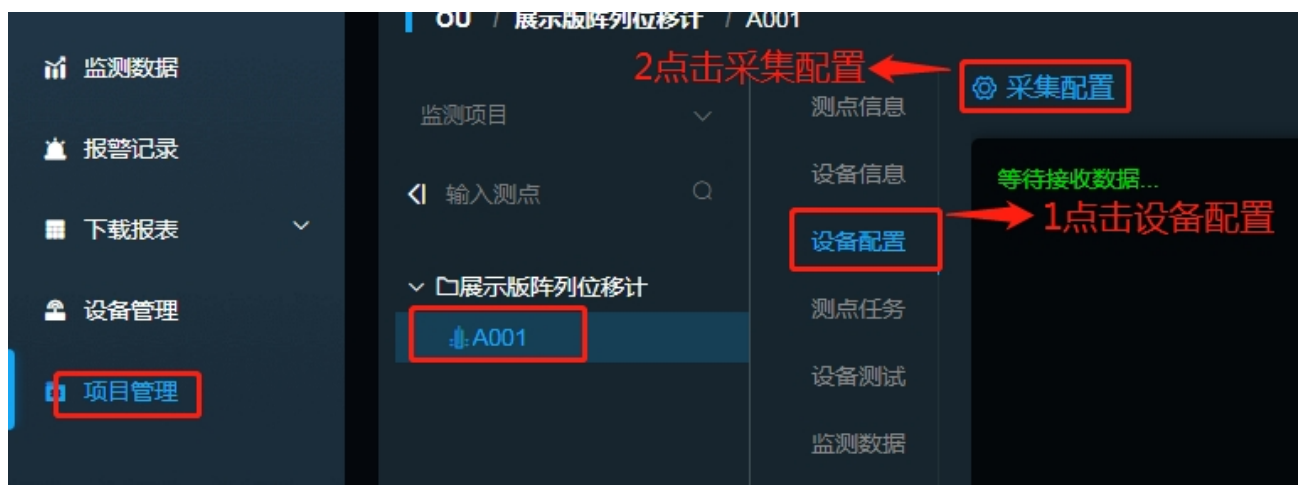 OU / 展示版阵列位移计 / A001
监测数据
报警记录
下载报表
设备管理
项目管理
监测项目
输入测点
展示版阵列位移计
A001
测点信息
设备信息
设备配置
测点任务
设备测试
监测数据
2点击采集配置
采集配置
等待接收数据...
1点击设备配置